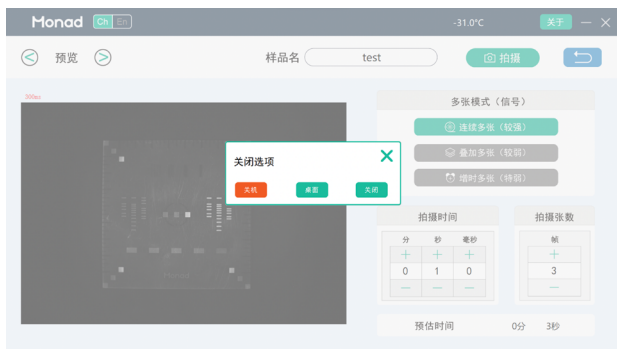 Monad Ch En -31.0°C 关于
预览 样品名 test 拍摄
300ms
多张模式（信号）
连续多张（较强）
叠加多张（较弱）
增时多张（特弱）
关闭选项
关机 桌面 关闭
拍摄时间 拍摄张数
分 秒 毫秒 帧
0 1 0 3
预估时间 0分 3秒